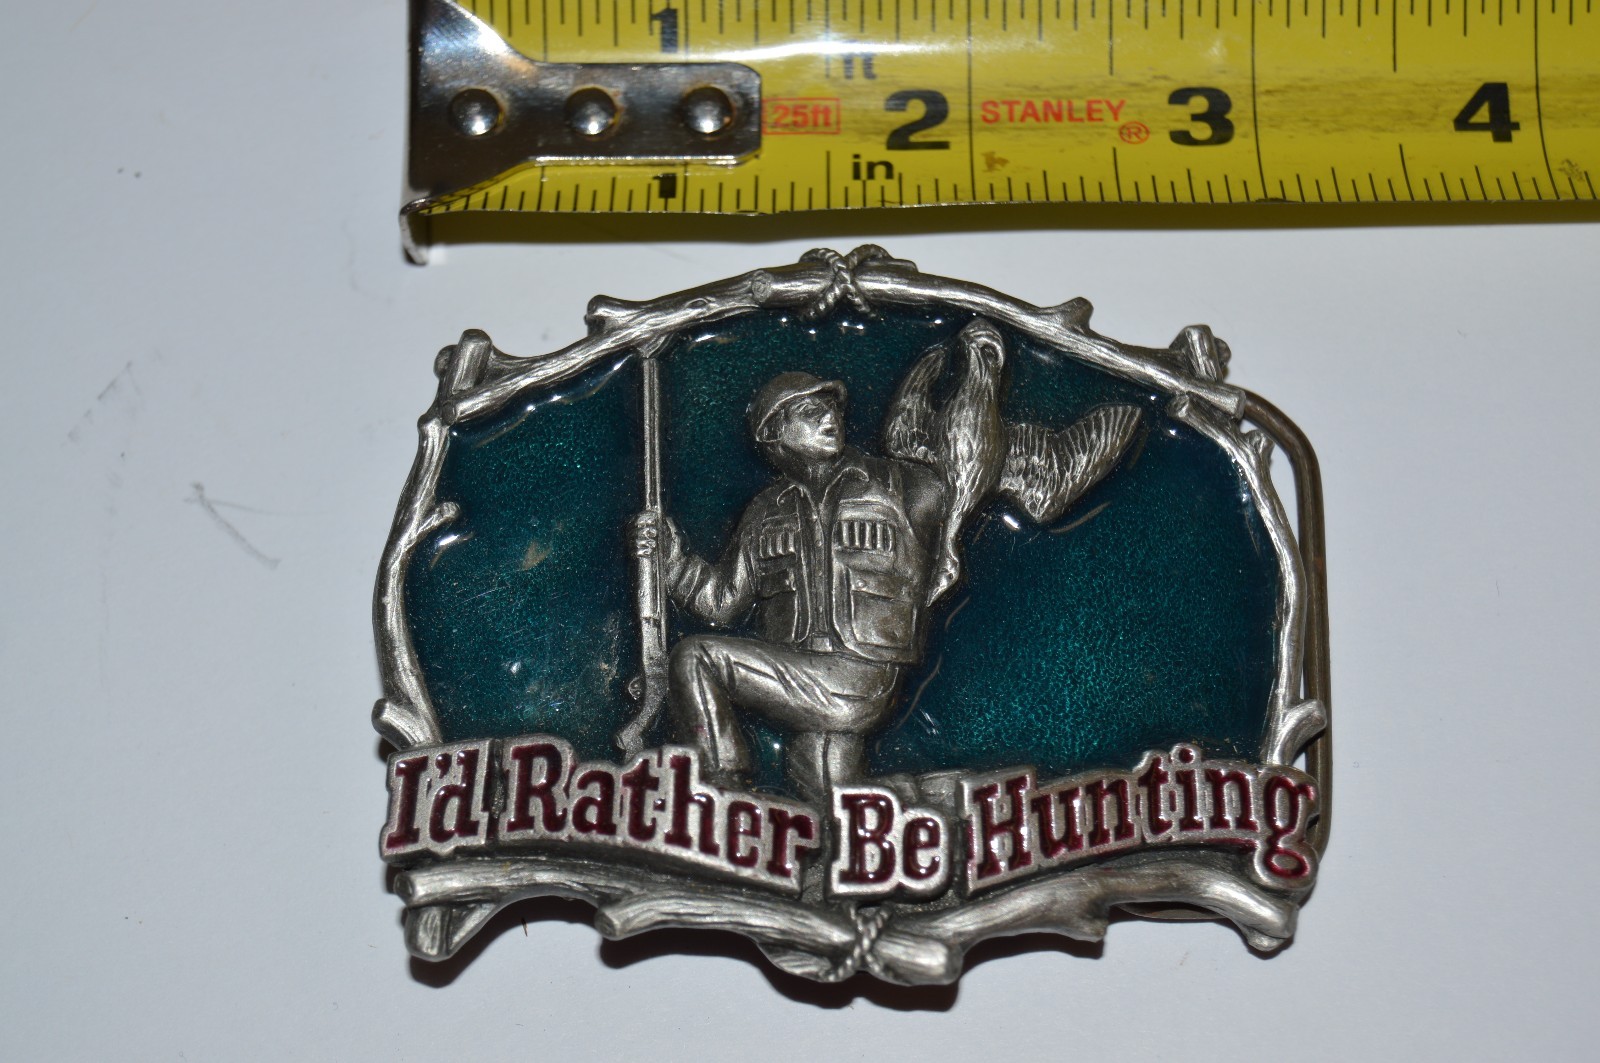 1
ft
25ft 2 STANLEY ® 3 4
in
1
I'd Rather Be Hunting